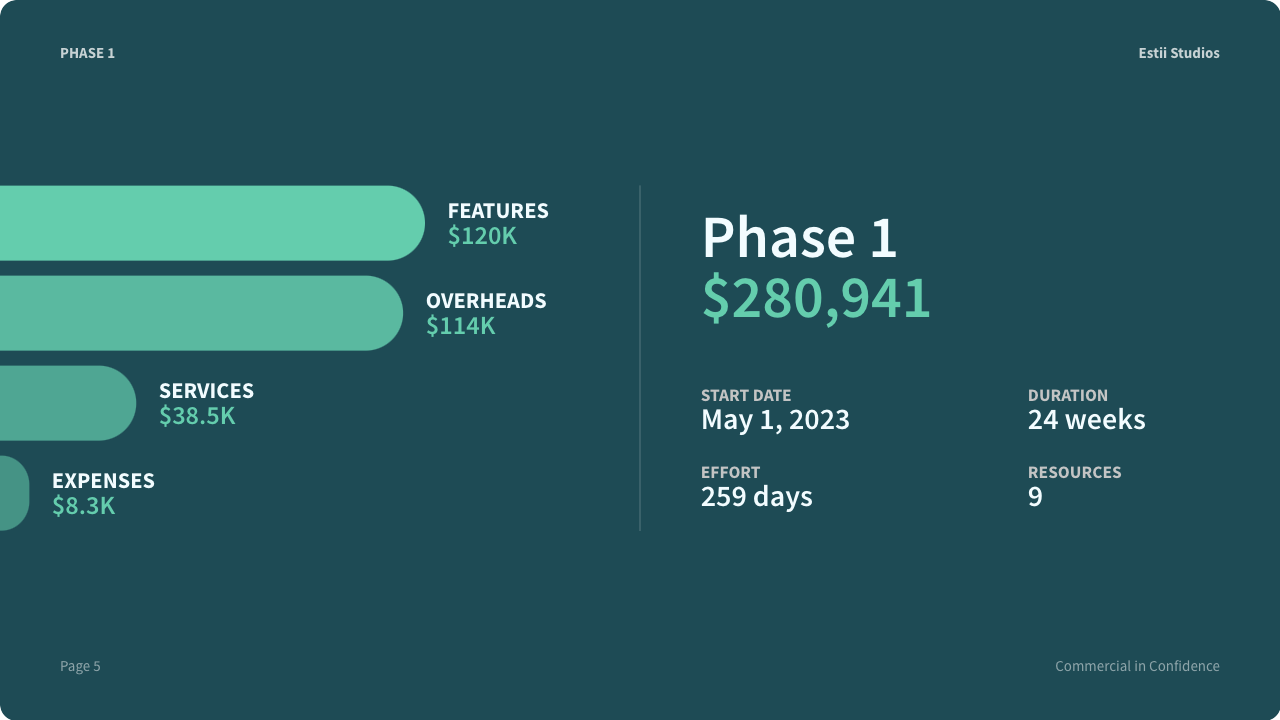 PHASE 1
Estii Studios
FEATURES
$120K
OVERHEADS
$114K
SERVICES
$38.5K
EXPENSES
$8.3K
Phase 1
$280,941
START DATE
May 1, 2023
DURATION
24 weeks
EFFORT
259 days
RESOURCES
9
Page 5
Commercial in Confidence